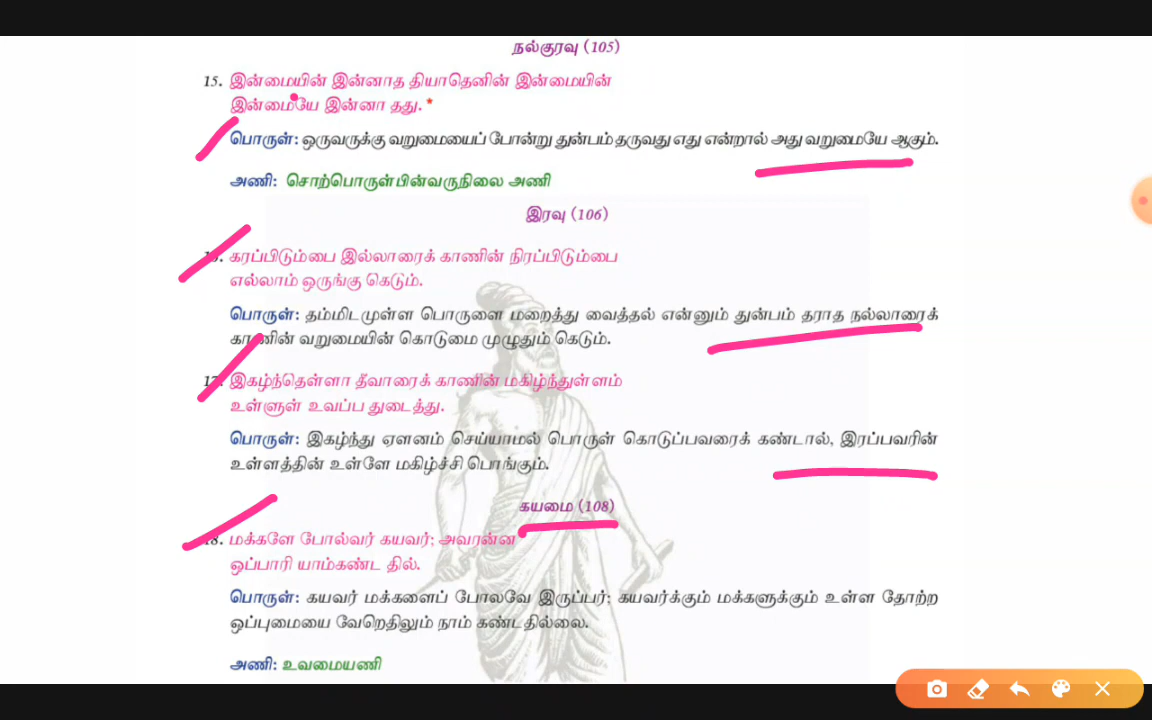 நல்குரவு (105)
15. இன்மையின் இன்னாத தியாதெனின் இன்மையின்
இன்மையே இன்னா தது. *
பொருள்: ஒருவருக்கு வறுமையைப் போன்று துன்பம் தருவது எது என்றால் அது வறுமையே ஆகும்.
அணி: சொற்பொருள் பின்வருநிலை அணி
இரவு (106)
கரப்பிடும்பை இல்லாரைக் காணின் நிரப்பிடும்பை
எல்லாம் ஒருங்கு கெடும்.
பொருள்: தம்மிடமுள்ள பொருளை மறைத்து வைத்தல் என்னும் துன்பம் தராத நல்லாரைக்
காணின் வறுமையின் கொடுமை முழுதும் கெடும்.
17. இகழ்ந்தெள்ளா தீவாரைக் காணின் மகிழ்ந்துள்ளம்
உள்ளுள் உவப்ப துடைத்து.
பொருள்: இகழ்ந்து ஏளனம் செய்யாமல் பொருள் கொடுப்பவரைக் கண்டால், இரப்பவரின்
உள்ளத்தின் உள்ளே மகிழ்ச்சி பொங்கும்.
கயமை (108)
18. மக்களே போல்வர் கயவர்; அவரன்ன
ஒப்பாரி யாம்கண்ட தில்.
பொருள்: கயவர் மக்களைப் போலவே இருப்பர்; கயவர்க்கும் மக்களுக்கும் உள்ள தோற்ற
ஒப்புமையை வேறெதிலும் நாம் கண்டதில்லை.
அணி: உவமையணி